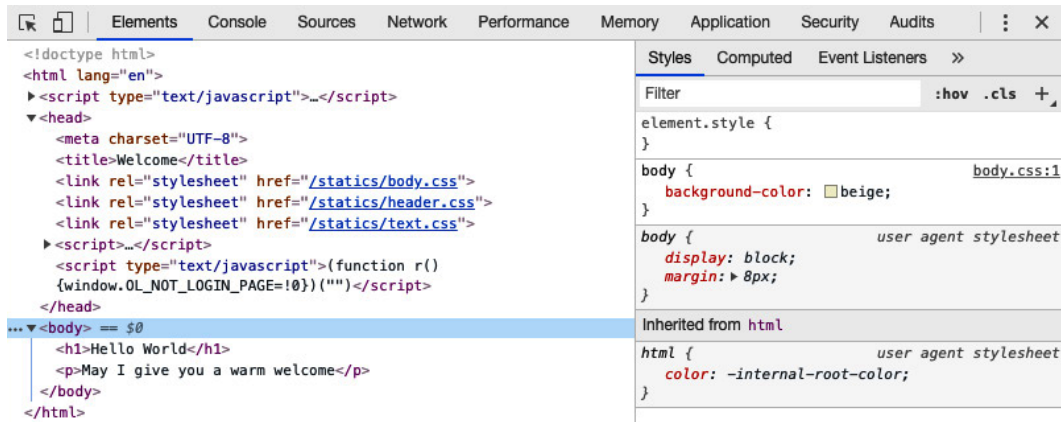 Elements Console Sources Network Performance Memory Application Security Audits
<!doctype html>
<html lang="en">
<script type="text/javascript">…</script>
<head>
<meta charset="UTF-8">
<title>Welcome</title>
<link rel="stylesheet" href="/statics/body.css">
<link rel="stylesheet" href="/statics/header.css">
<link rel="stylesheet" href="/statics/text.css">
<script>…</script>
<script type="text/javascript">(function r()
{window.OL_NOT_LOGIN_PAGE=!0})("")</script>
</head>
… <body> == $0
<h1>Hello World</h1>
<p>May I give you a warm welcome</p>
</body>
</html>
Styles Computed Event Listeners »
Filter :hov .cls +
element.style {
}
body { body.css:1
background-color: beige;
}
body { user agent stylesheet
display: block;
margin: 8px;
}
Inherited from html
html { user agent stylesheet
color: -internal-root-color;
}